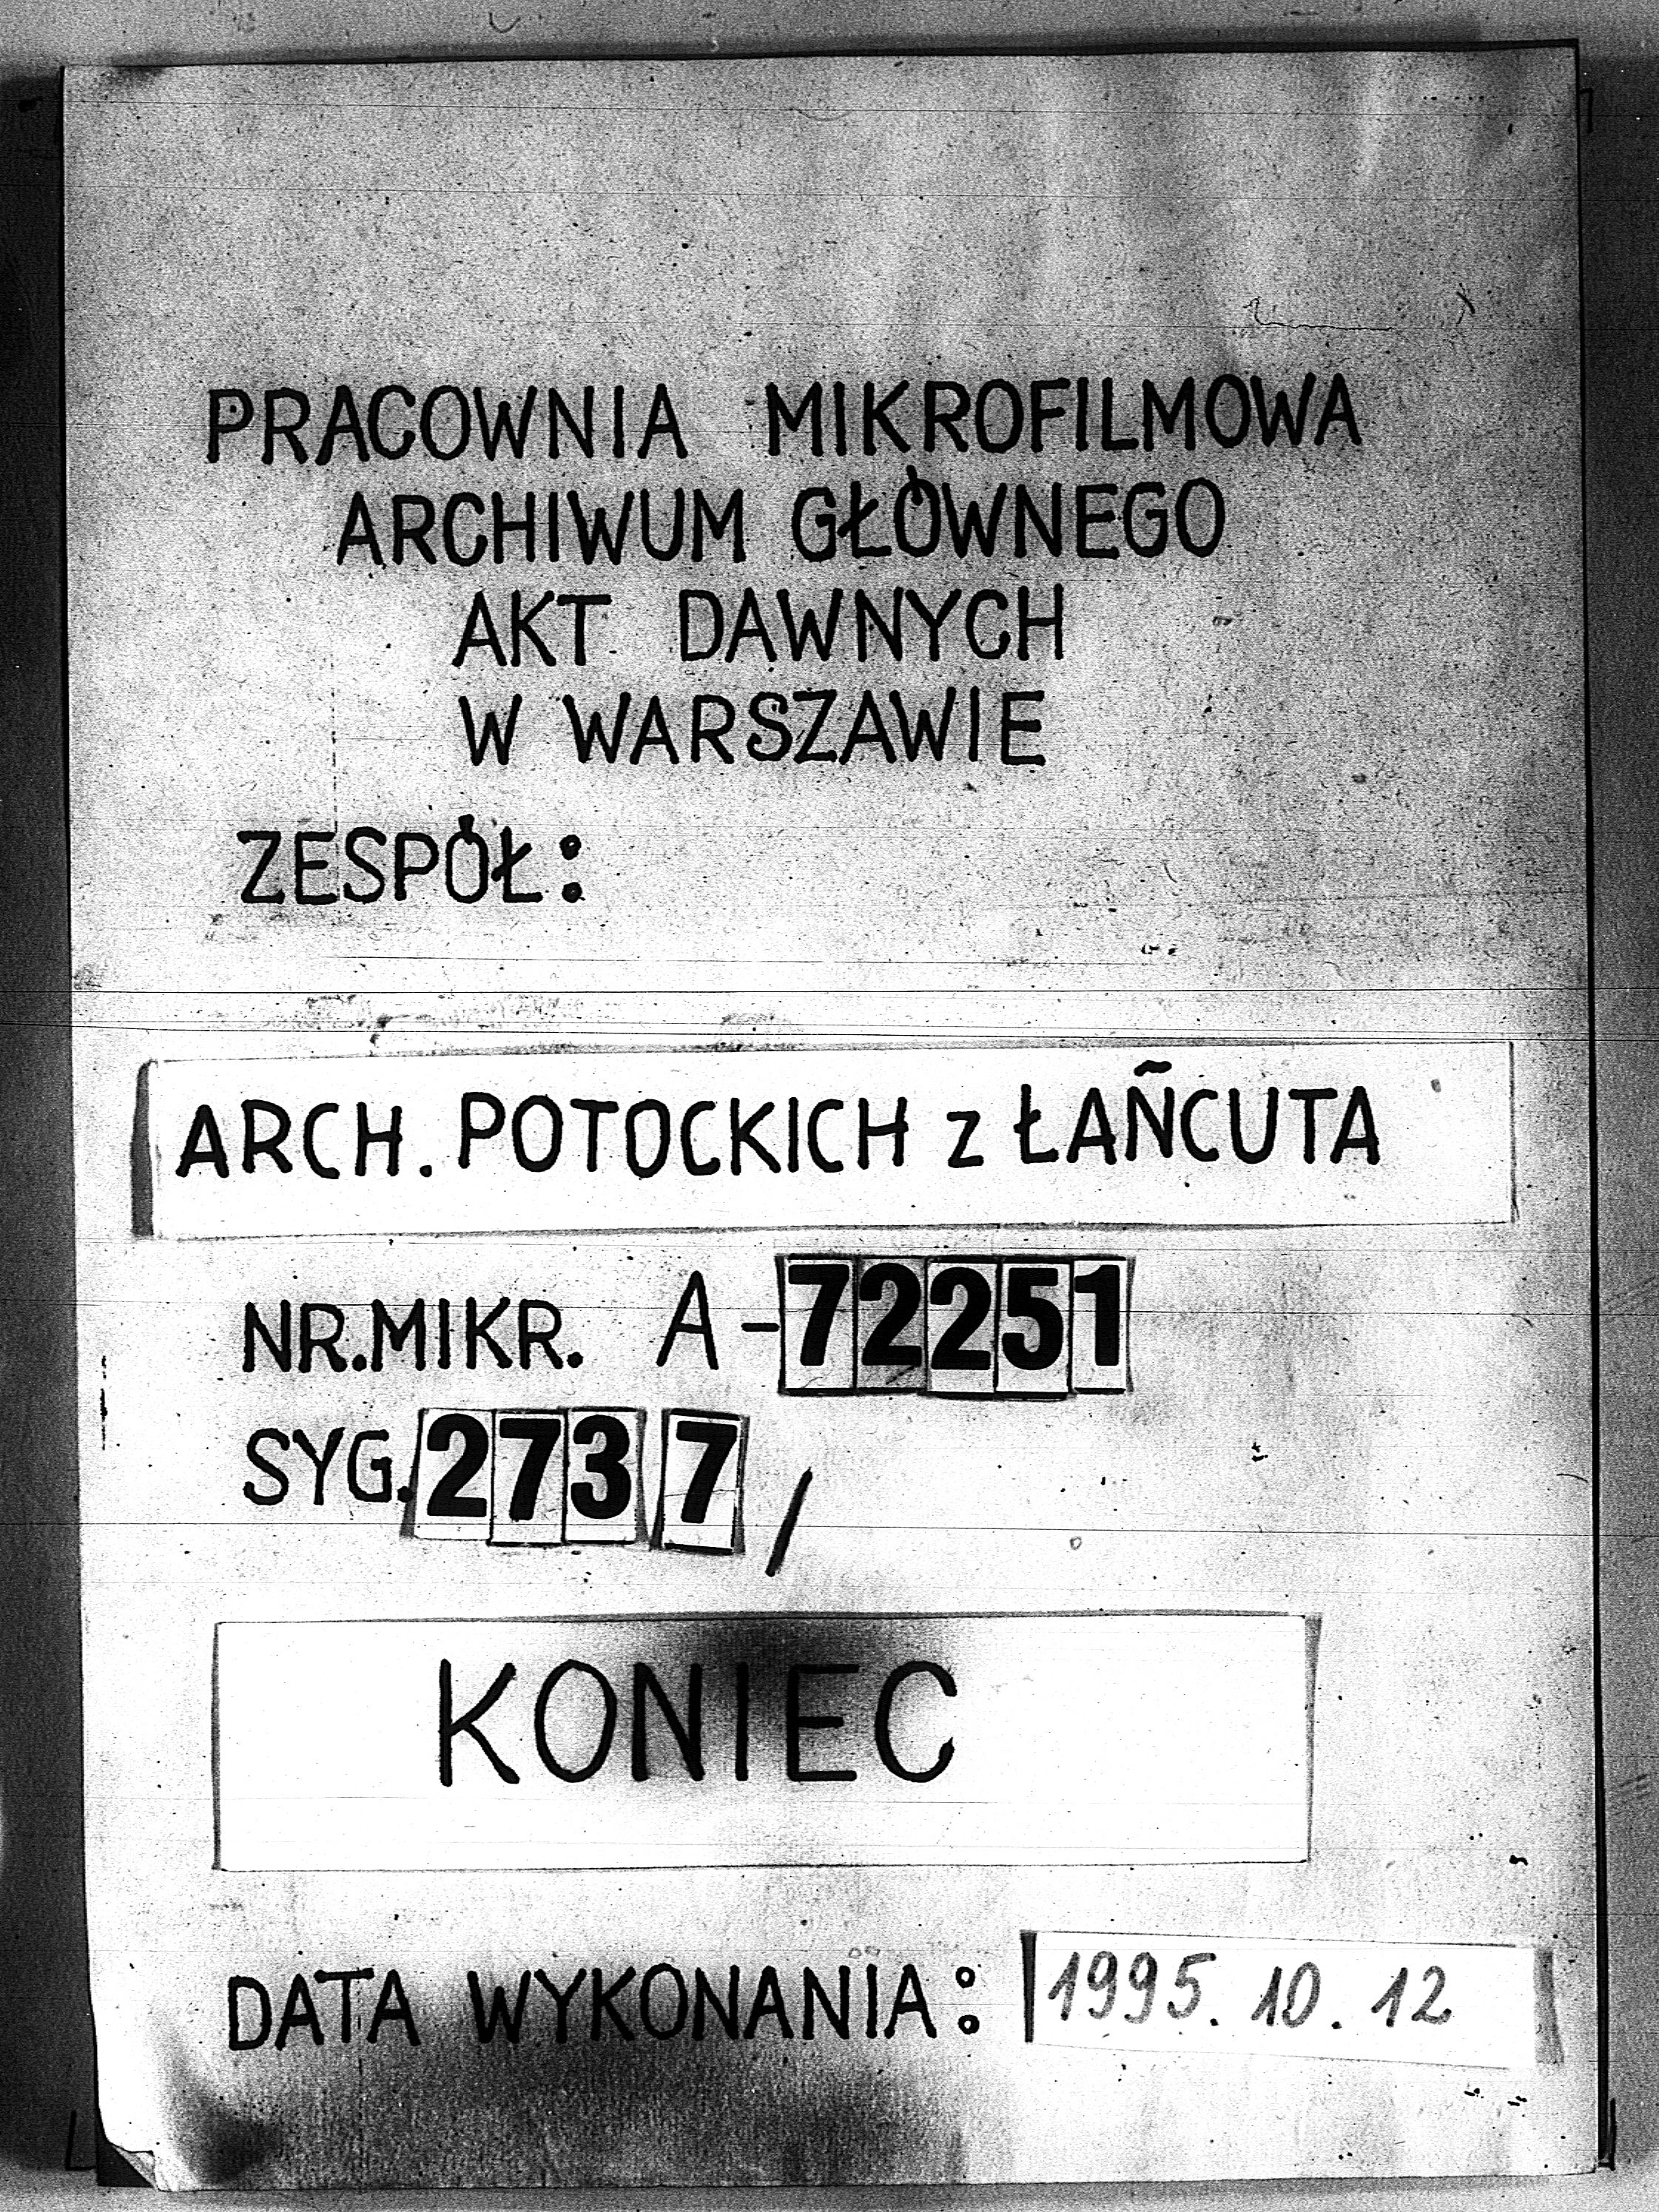 PRACOWNIA MIKROFILMOWA
ARCHIWUM GŁÓWNEGO
AKT DAWNYCH
W WARSZAWIE
ZESPÓŁ:
ARCH. POTOCKICH z ŁAÑCUTA
NR.MIKR. A-72251
SYG. 2737/
KONIEC
DATA WYKONANIA: 1995. 10. 12